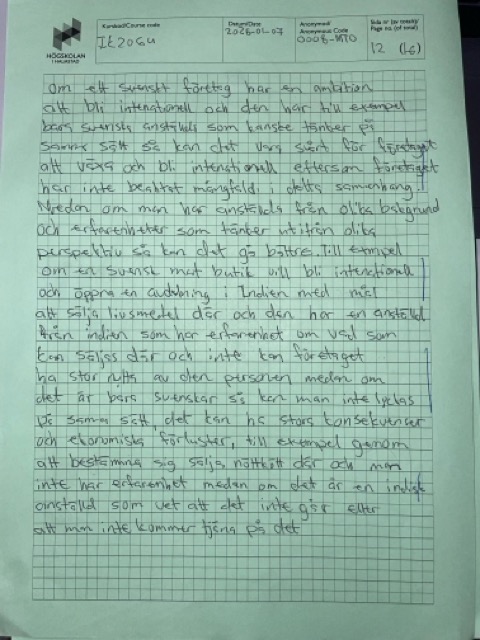 HÖGSKOLAN
I HALMSTAD
Kurskod/Course code
IE2064
Datum/Date
2026-01-07
Anonymkod/
Anonymous Code
0008-MTO
Sida nr (av totalt)/
Page no. (of total)
12 (16)
om ett svenskt företag har en ambition
att bli intenationell och den har till exempel
bara svenska anställda som kanske tänker på
samma sätt så kan det vara svårt för företaget
att växa och bli intenationell eftersom företaget
har inte beaktat mångfald i detta samenhang.
Medan om man har anställda från olika bakgrund
och erfarenheter som tänker utifrån olika
perspektiv så kan det gå bättre. till exempel
om en svensk mat butik vill bli intenationell
och öppna en avdelning i Indien med mål
att sälja livsmedel där och den har en anställd
från indien som har erfarenhet om vad som
kan säljas där och inte kan företaget
ha stor nytta av den personen medan om
det är bara svenskar så kan man inte lyckas
på samma sätt. det kan ha stora konsekvenser
och ekonomiska förluster, till exempel genom
att bestämma sig sälja nötkött där och man
inte har erfarenhet medan om det är en indisk
anställd som vet att det inte går eller
att man inte kommer tjäna på det